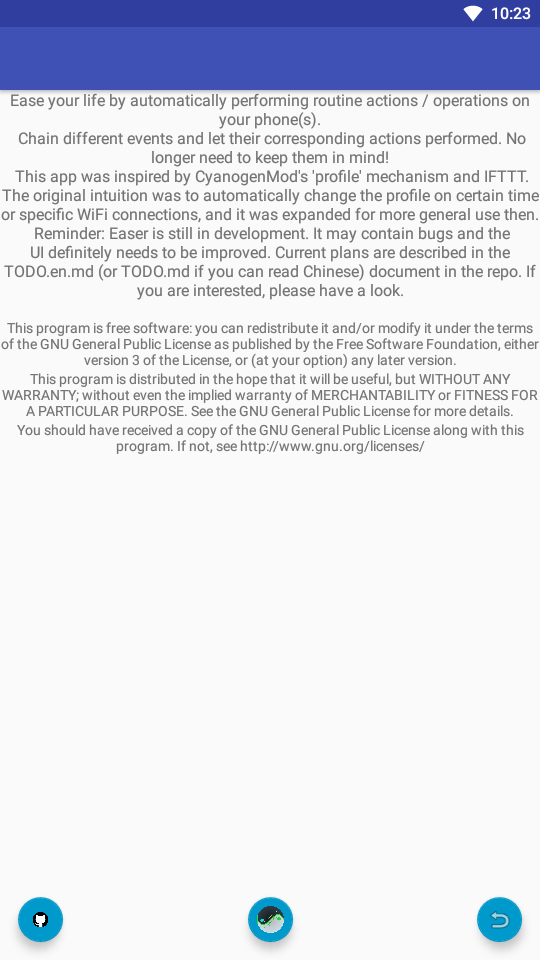 10:23
Ease your life by automatically performing routine actions / operations on
your phone(s).
Chain different events and let their corresponding actions performed. No
longer need to keep them in mind!
This app was inspired by CyanogenMod's 'profile' mechanism and IFTTT.
The original intuition was to automatically change the profile on certain time
or specific WiFi connections, and it was expanded for more general use then.
Reminder: Easer is still in development. It may contain bugs and the
UI definitely needs to be improved. Current plans are described in the
TODO.en.md (or TODO.md if you can read Chinese) document in the repo. If
you are interested, please have a look.
This program is free software: you can redistribute it and/or modify it under the terms
of the GNU General Public License as published by the Free Software Foundation, either
version 3 of the License, or (at your option) any later version.
This program is distributed in the hope that it will be useful, but WITHOUT ANY
WARRANTY; without even the implied warranty of MERCHANTABILITY or FITNESS FOR
A PARTICULAR PURPOSE. See the GNU General Public License for more details.
You should have received a copy of the GNU General Public License along with this
program. If not, see http://www.gnu.org/licenses/